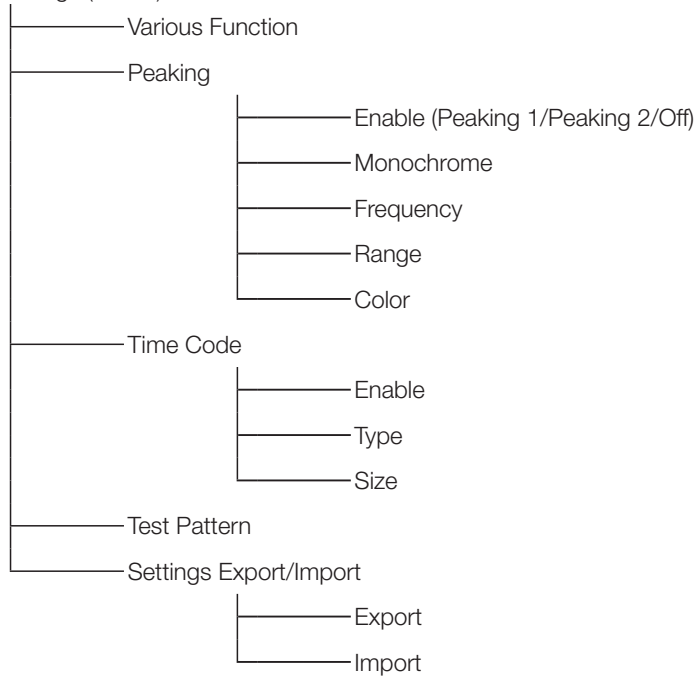 Various Function
Peaking
Enable (Peaking 1/Peaking 2/Off)
Monochrome
Frequency
Range
Color
Time Code
Enable
Type
Size
Test Pattern
Settings Export/Import
Export
Import